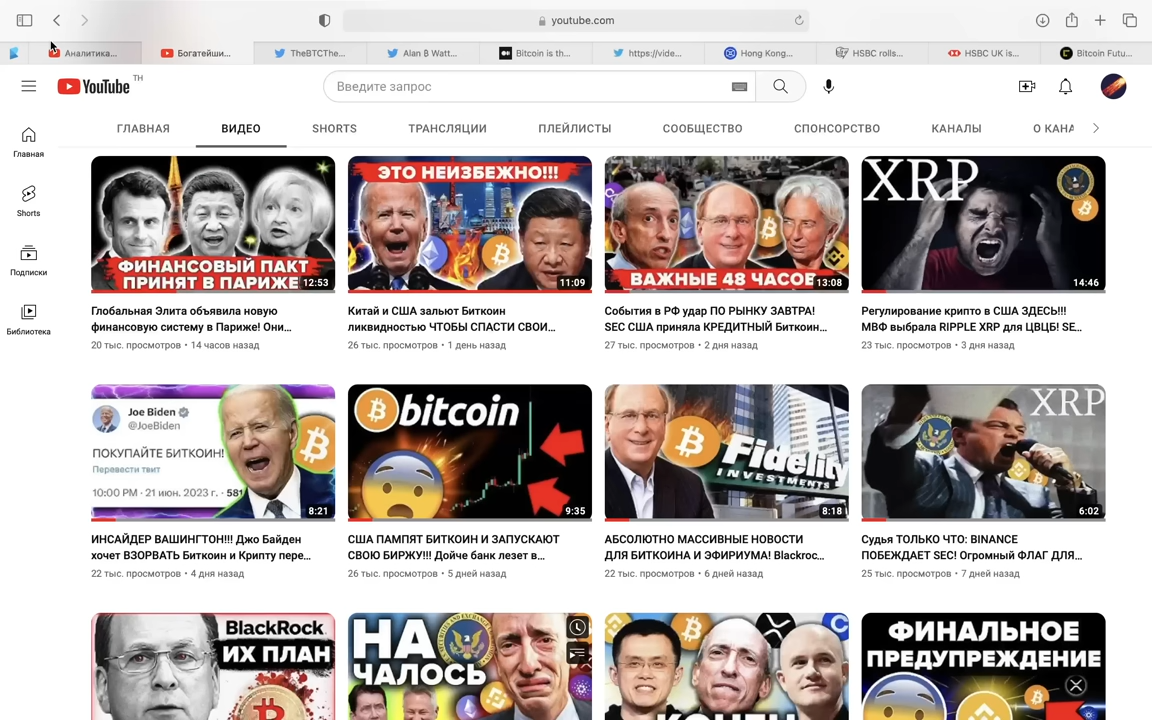 youtube.com
Аналитика...
Богатейши...
TheBTCThe...
Alan ₿ Watt...
Bitcoin is th...
https://vide...
Hong Kong...
HSBC rolls...
HSBC UK is...
Bitcoin Futu...
YouTube TH
Введите запрос
ГЛАВНАЯ
ВИДЕО
SHORTS
ТРАНСЛЯЦИИ
ПЛЕЙЛИСТЫ
СООБЩЕСТВО
СПОНСОРСТВО
КАНАЛЫ
О КАНА
Главная
Shorts
Подписки
Библиотека
ФИНАНСОВЫЙ ПАКТ
ПРИНЯТ В ПАРИЖЕ
12:53
Глобальная Элита объявила новую
финансовую систему в Париже! Они...
20 тыс. просмотров • 14 часов назад
ЭТО НЕИЗБЕЖНО!!!
11:09
Китай и США зальют Биткоин
ликвидностью ЧТОБЫ СПАСТИ СВОИ...
26 тыс. просмотров • 1 день назад
ВАЖНЫЕ 48 ЧАСОВ
13:08
События в РФ удар ПО РЫНКУ ЗАВТРА!
SEC США приняла КРЕДИТНЫЙ Биткоин...
27 тыс. просмотров • 2 дня назад
XRP
14:46
Регулирование крипто в США ЗДЕСЬ!!!
МВФ выбрала RIPPLE XRP для ЦВЦБ! SE...
23 тыс. просмотров • 3 дня назад
Joe Biden
@JoeBiden
ПОКУПАЙТЕ БИТКОИН!
Перевести твит
10:00 PM · 21 июн. 2023 г. · 581
8:21
ИНСАЙДЕР ВАШИНГТОН!!! Джо Байден
хочет ВЗОРВАТЬ Биткоин и Крипту пере...
22 тыс. просмотров • 4 дня назад
bitcoin
9:35
США ПАМПЯТ БИТКОИН И ЗАПУСКАЮТ
СВОЮ БИРЖУ!!! Дойче банк лезет в...
26 тыс. просмотров • 5 дней назад
Fidelity
INVESTMENTS
8:18
АБСОЛЮТНО МАССИВНЫЕ НОВОСТИ
ДЛЯ БИТКОИНА И ЭФИРИУМА! Blackroc...
22 тыс. просмотров • 6 дней назад
XRP
6:02
Судья ТОЛЬКО ЧТО: BINANCE
ПОБЕЖДАЕТ SEC! Огромный ФЛАГ ДЛЯ...
25 тыс. просмотров • 7 дней назад
BlackRock
ИХ ПЛАН
НА
ЧАЛОСЬ
КОНЕЦ
ФИНАЛЬНОЕ
ПРЕДУПРЕЖДЕНИЕ